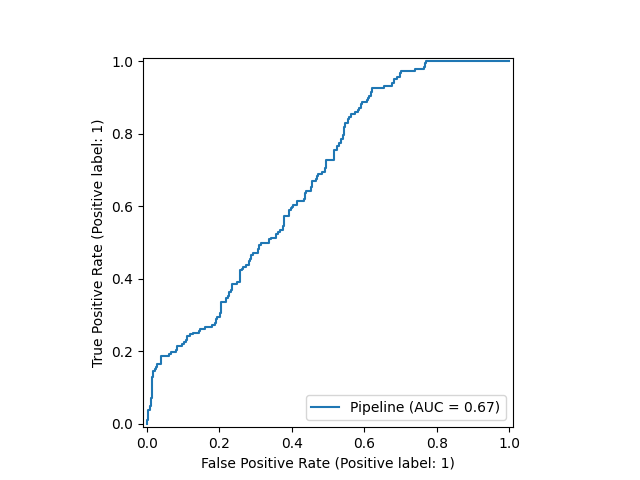 1.0
0.8
0.6
0.4
0.2
0.0
True Positive Rate (Positive label: 1)
Pipeline (AUC = 0.67)
0.0 0.2 0.4 0.6 0.8 1.0
False Positive Rate (Positive label: 1)